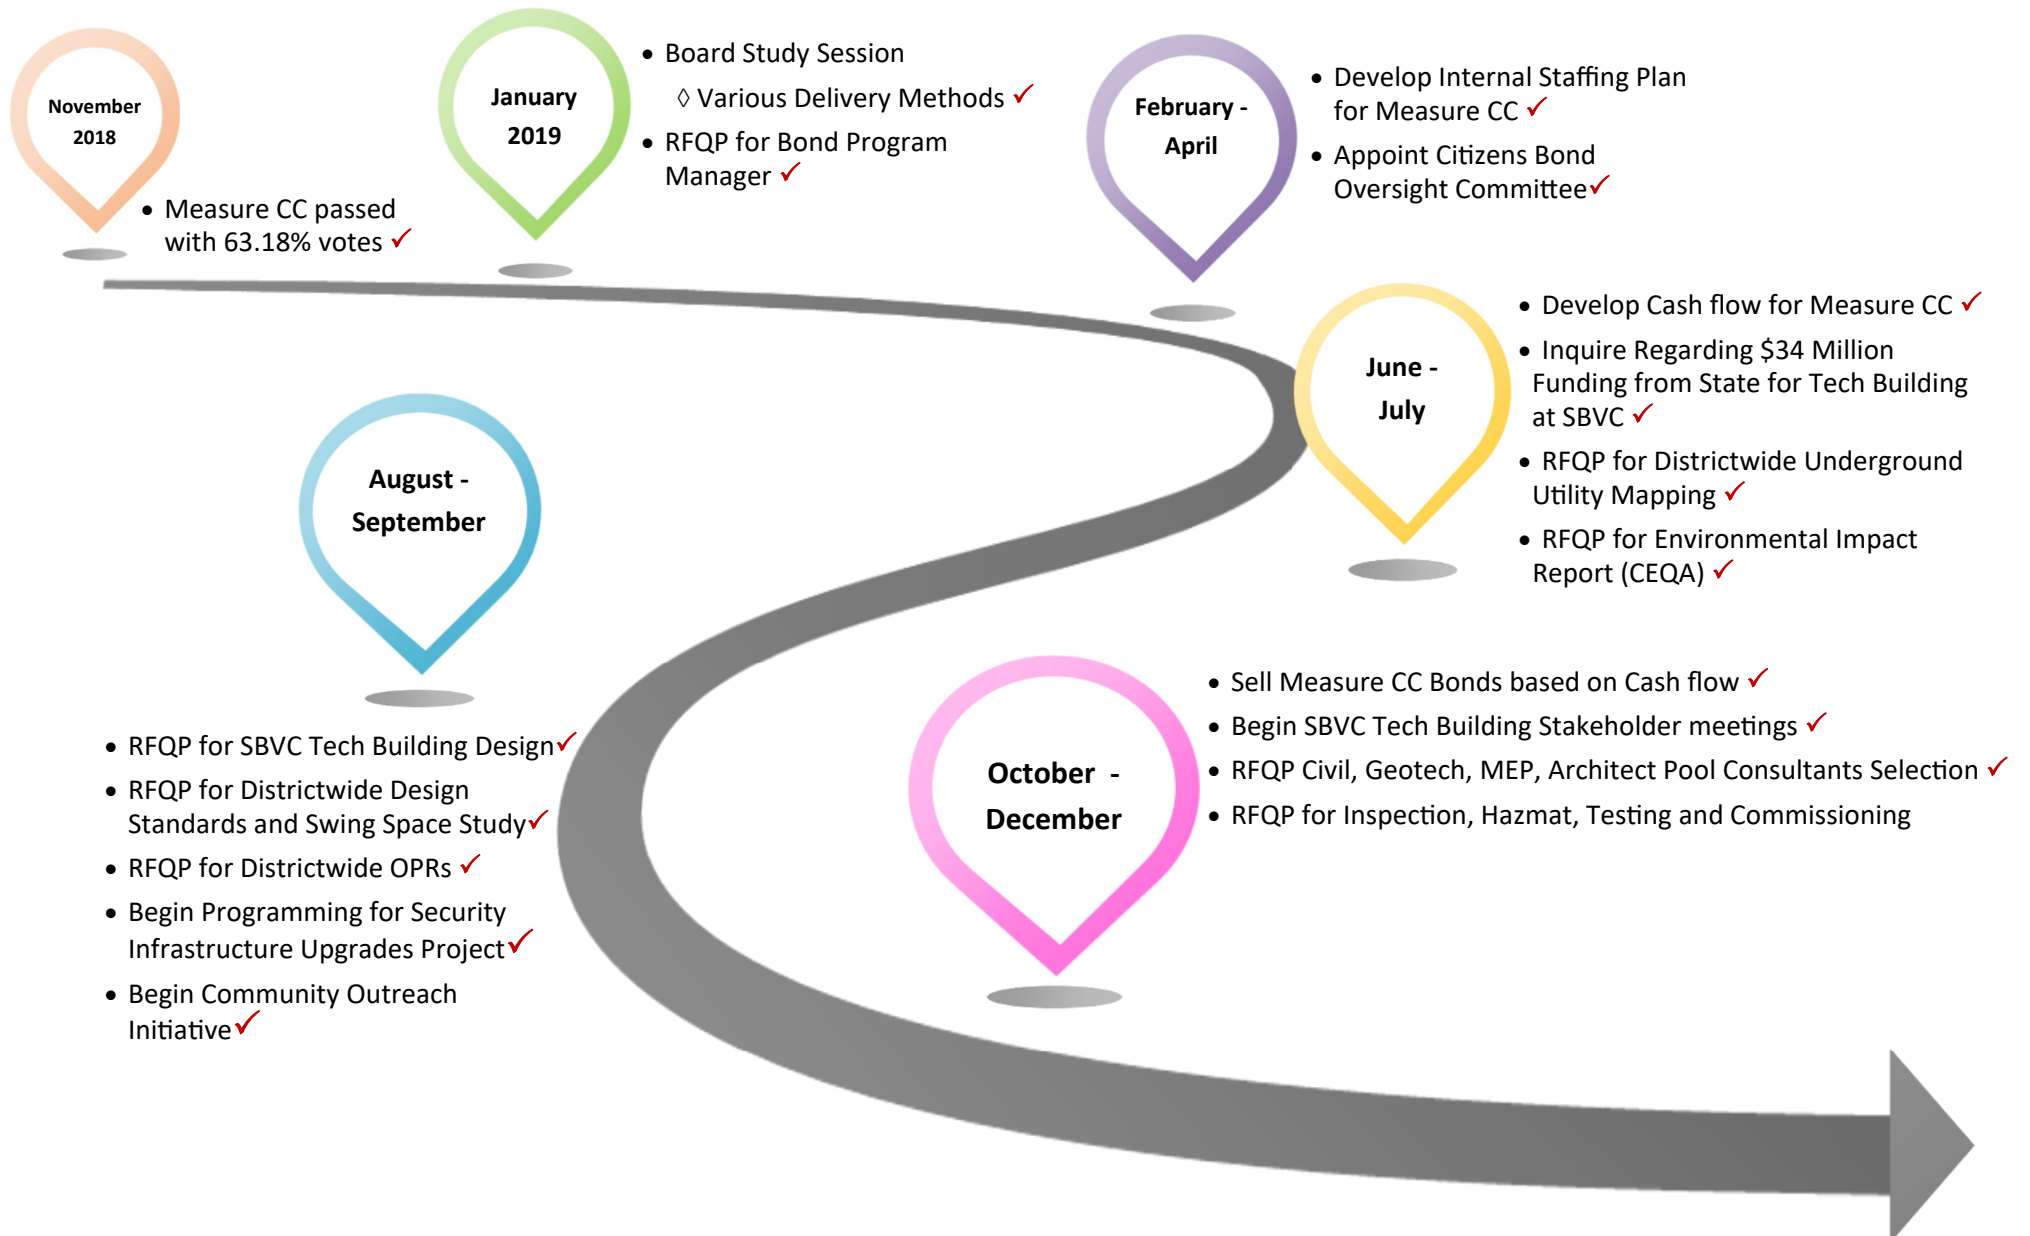 November
2018
• Measure CC passed
with 63.18% votes ✓
January
2019
• Board Study Session
◊ Various Delivery Methods ✓
• RFQP for Bond Program
Manager ✓
February -
April
• Develop Internal Staffing Plan
for Measure CC ✓
• Appoint Citizens Bond
Oversight Committee ✓
June -
July
• Develop Cash flow for Measure CC ✓
• Inquire Regarding $34 Million
Funding from State for Tech Building
at SBVC ✓
• RFQP for Districtwide Underground
Utility Mapping ✓
• RFQP for Environmental Impact
Report (CEQA) ✓
August -
September
• RFQP for SBVC Tech Building Design ✓
• RFQP for Districtwide Design
Standards and Swing Space Study ✓
• RFQP for Districtwide OPRs ✓
• Begin Programming for Security
Infrastructure Upgrades Project ✓
• Begin Community Outreach
Initiative ✓
October -
December
• Sell Measure CC Bonds based on Cash flow ✓
• Begin SBVC Tech Building Stakeholder meetings ✓
• RFQP Civil, Geotech, MEP, Architect Pool Consultants Selection ✓
• RFQP for Inspection, Hazmat, Testing and Commissioning